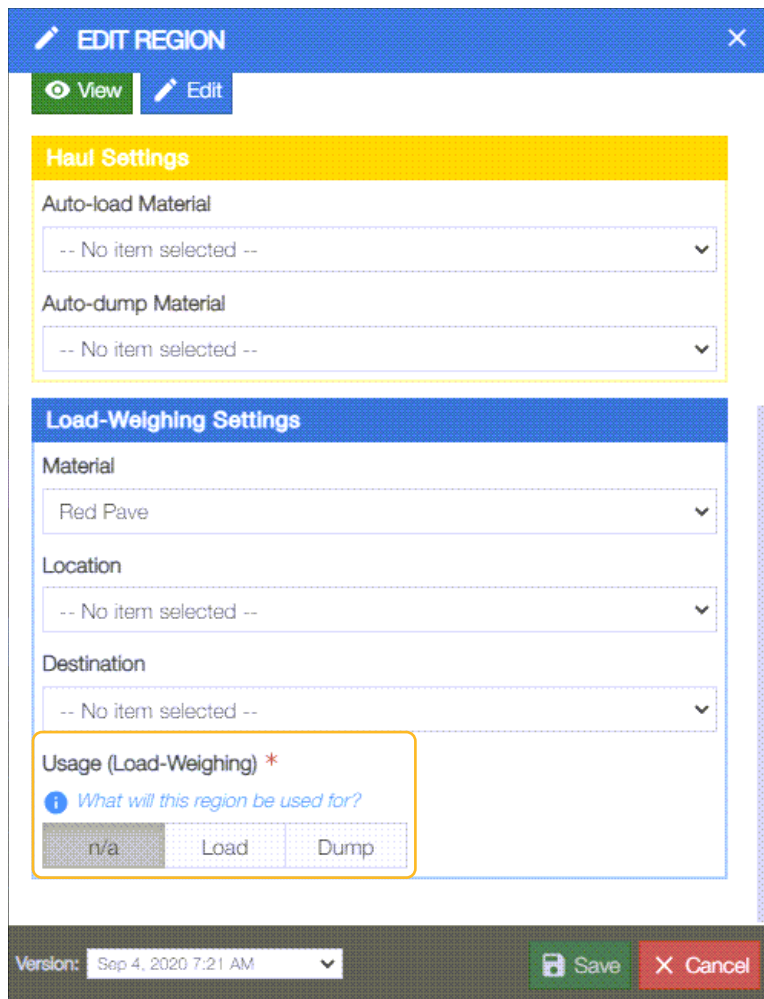 EDIT REGION
View
Edit
Haul Settings
Auto-load Material
-- No item selected --
Auto-dump Material
-- No item selected --
Load-Weighing Settings
Material
Red Pave
Location
-- No item selected --
Destination
-- No item selected --
Usage (Load-Weighing) *
What will this region be used for?
n/a Load Dump
Version: Sep 4, 2020 7:21 AM Save Cancel